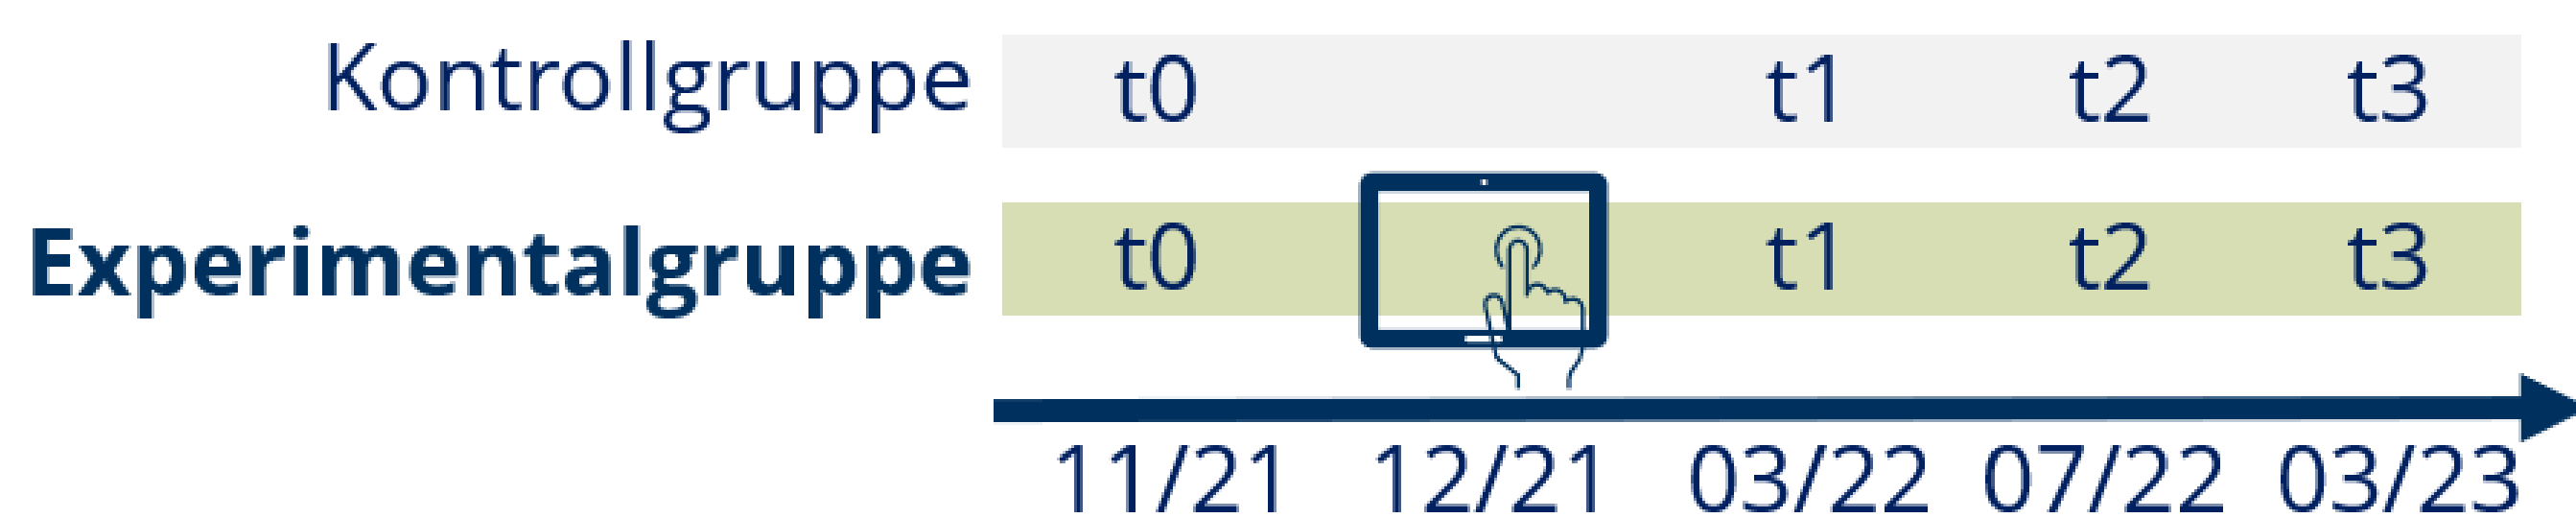 Kontrollgruppe t0 t1 t2 t3
Experimentalgruppe t0 t1 t2 t3
11/21 12/21 03/22 07/22 03/23